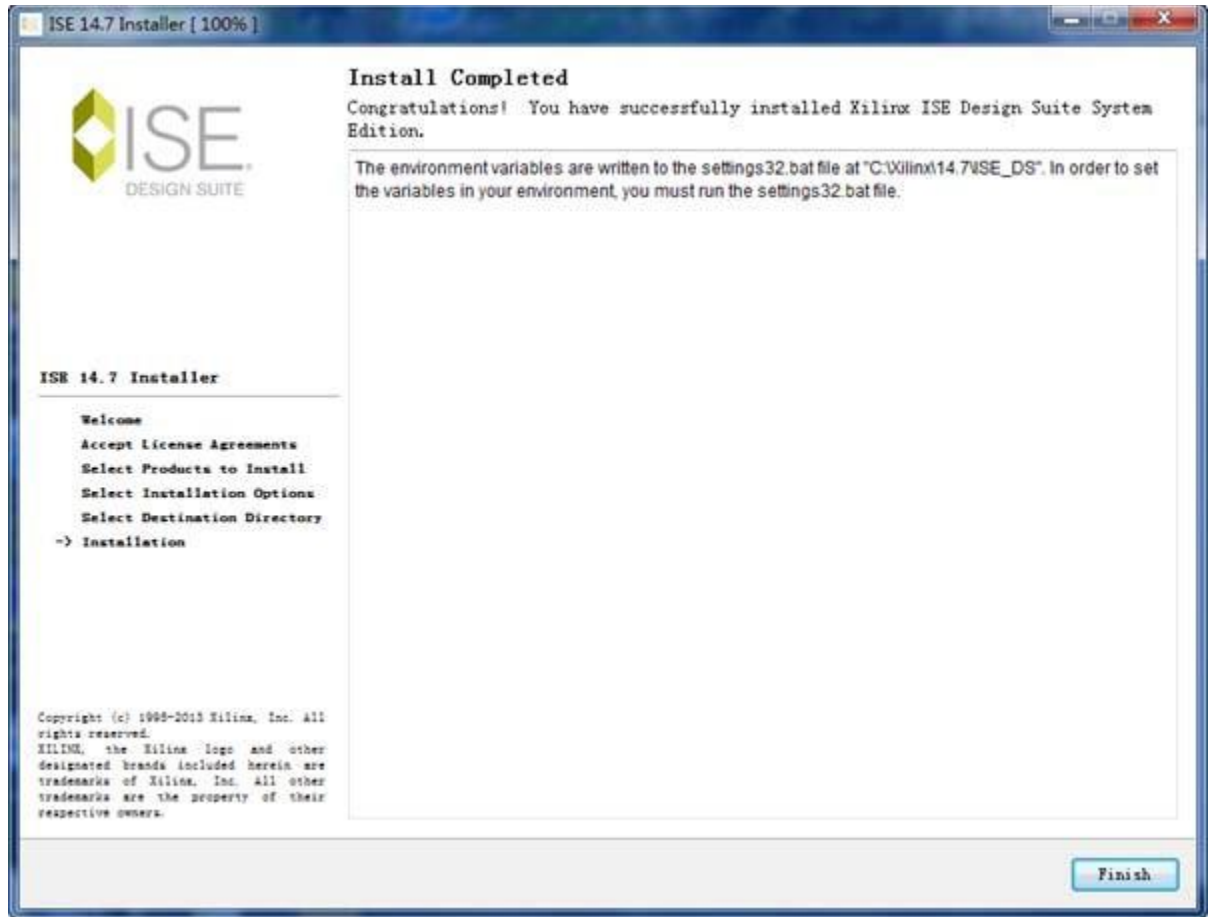 ISE 14.7 Installer [ 100% ]
ISE.
DESIGN SUITE
Install Completed
Congratulations! You have successfully installed Xilinx ISE Design Suite System
Edition.
The environment variables are written to the settings32.bat file at "C:\Xilinx\14.7\ISE_DS". In order to set
the variables in your environment, you must run the settings32.bat file.
ISE 14.7 Installer
Welcome
Accept License Agreements
Select Products to Install
Select Installation Options
Select Destination Directory
-> Installation
Copyright (c) 1995-2013 Xilinx, Inc. All
rights reserved.
XILINX, the Xilinx logo and other
designated brands included herein are
trademarks of Xilinx, Inc. All other
trademarks are the property of their
respective owners.
Finish